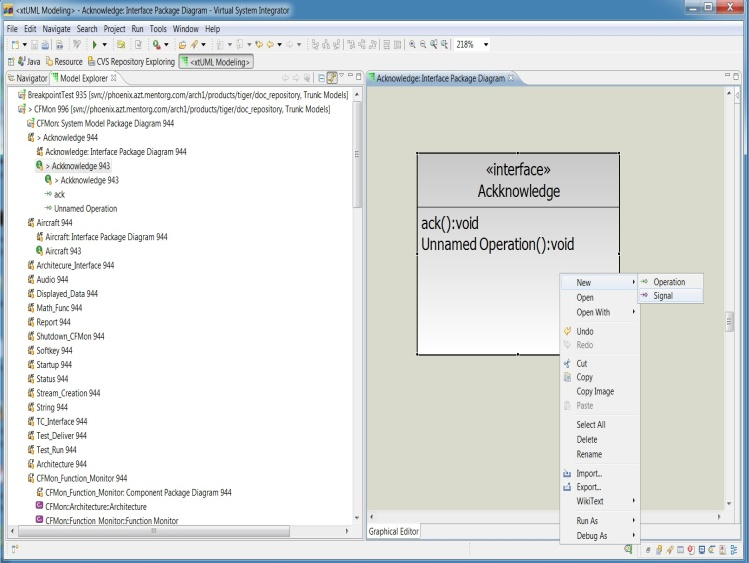 <xtUML Modeling> - Acknowledge: Interface Package Diagram - Virtual System Integrator
File Edit Navigate Search Project Run Tools Window Help
218%
Java Resource CVS Repository Exploring <xtUML Modeling>
Navigator Model Explorer
Acknowledge: Interface Package Diagram
BreakpointTest 935 [svn://phoenix.azt.mentorg.com/arch1/products/tiger/doc_repository, Trunk: Models]
> CFMon 996 [svn://phoenix.azt.mentorg.com/arch1/products/tiger/doc_repository, Trunk: Models]
CFMon: System Model Package Diagram 944
> Acknowledge 944
Acknowledge: Interface Package Diagram 944
> Ackknowledge 943
> Ackknowledge 943
ack
Unnamed Operation
Aircraft 944
Aircraft: Interface Package Diagram 944
Aircraft 943
Architecure_Interface 944
Audio 944
Displayed_Data 944
Math_Func 944
Report 944
Shutdown_CFMon 944
Softkey 944
Startup 944
Status 944
Stream_Creation 944
String 944
TC_Interface 944
Test_Deliver 944
Test_Run 944
Architecture 944
CFMon_Function_Monitor 944
CFMon_Function_Monitor: Component Package Diagram 944
CFMon::Architecture::Architecture
CFMon::Function_Monitor::Function Monitor
«interface»
Ackknowledge
ack():void
Unnamed Operation():void
New
Operation
Signal
Open
Open With
Undo
Redo
Cut
Copy
Copy Image
Paste
Select All
Delete
Rename
Import...
Export...
WikiText
Run As
Debug As
Graphical Editor